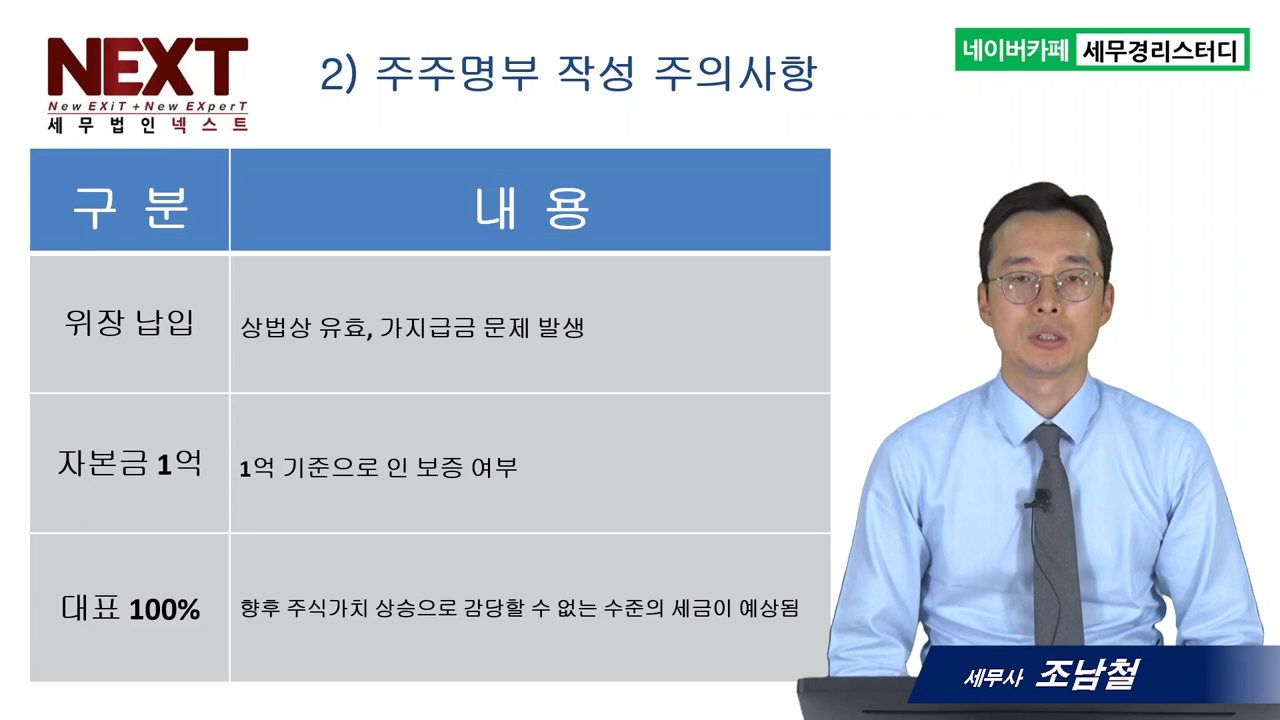 NEXT
New EXiT + New EXperT
세무법인넥스트
2) 주주명부 작성 주의사항
네이버카페 세무경리스터디
구 분
내 용
위장 납입
상법상 유효, 가지급금 문제 발생
자본금 1억
1억 기준으로 인 보증 여부
대표 100%
향후 주식가치 상승으로 감당할 수 없는 수준의 세금이 예상됨
세무사 조남철